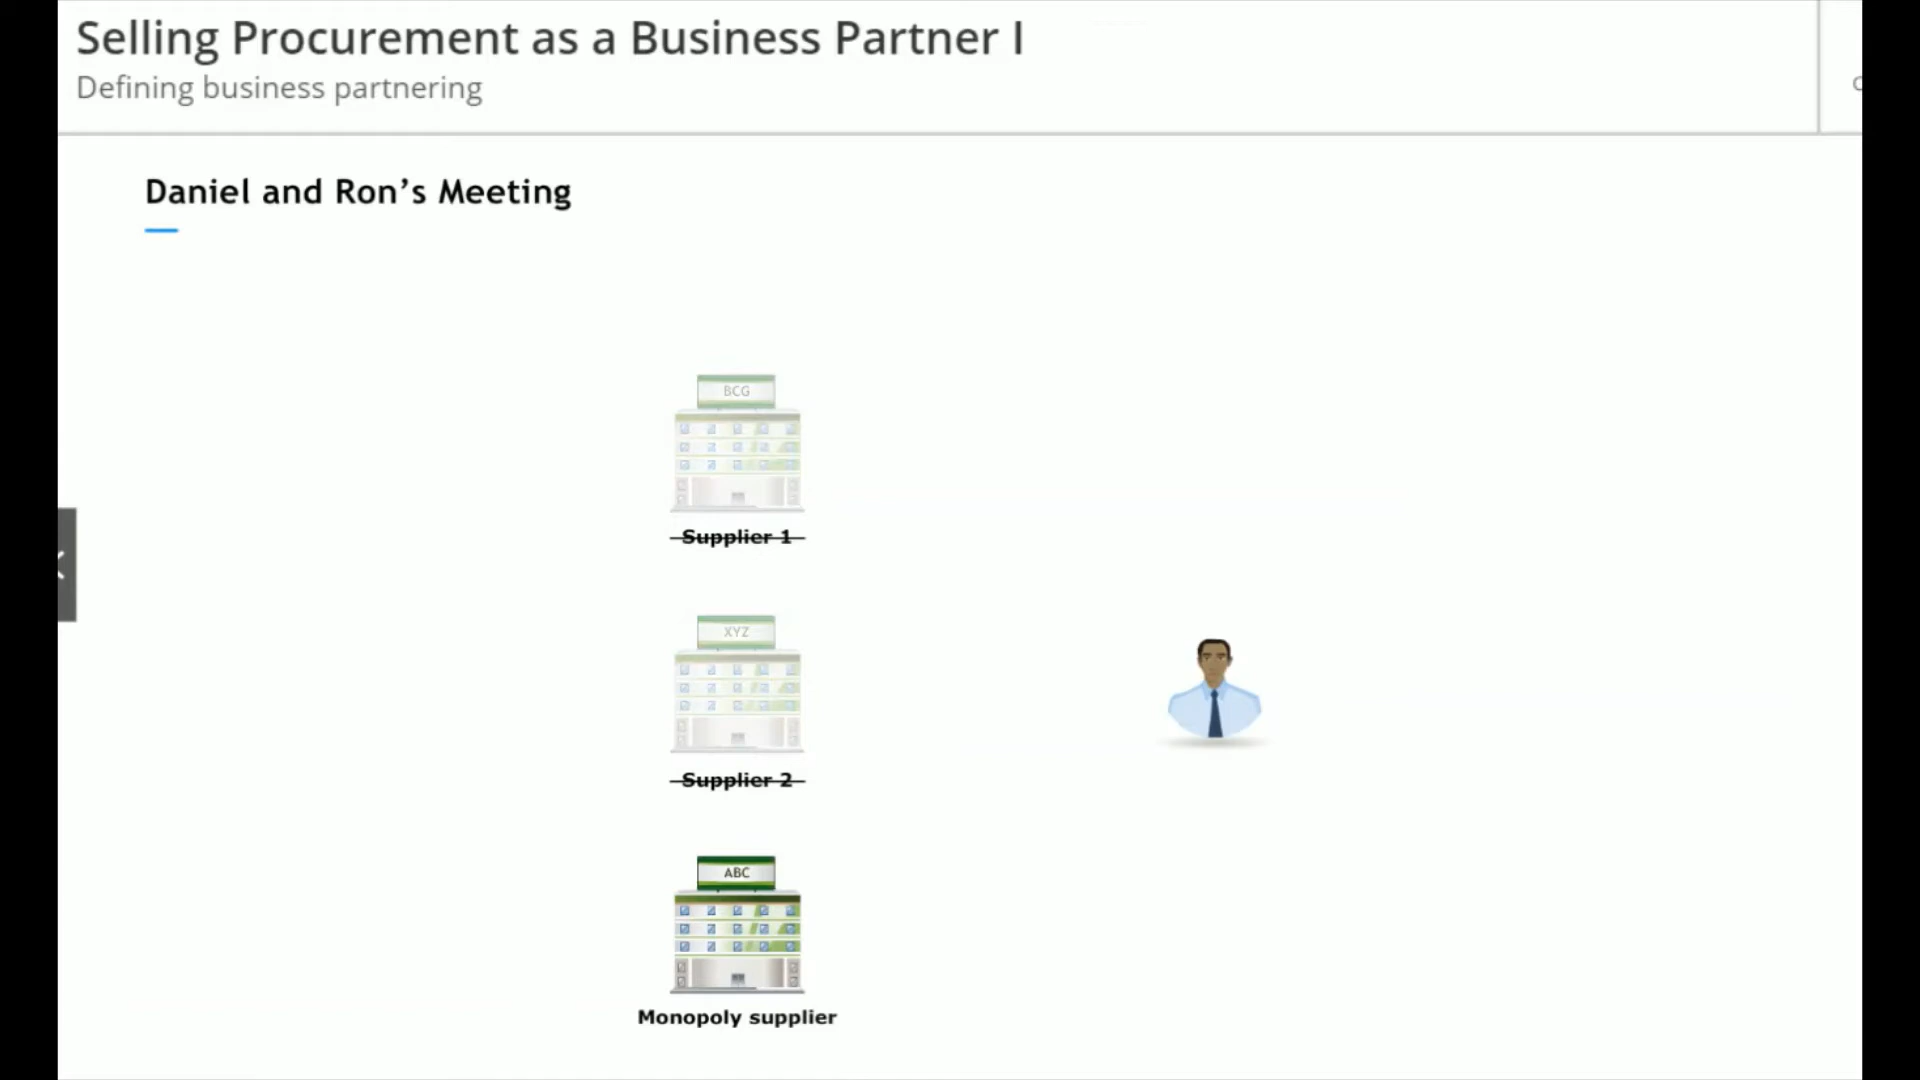 Selling Procurement as a Business Partner I
Defining business partnering
Daniel and Ron’s Meeting
BCG
Supplier 1
XYZ
Supplier 2
ABC
Monopoly supplier